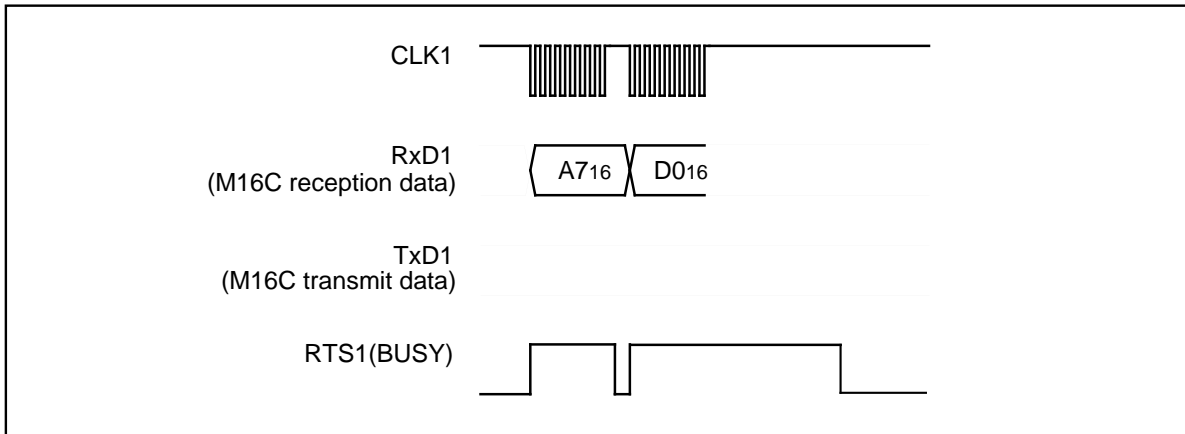 CLK1
RxD1
(M16C reception data)
A716
D016
TxD1
(M16C transmit data)
RTS1(BUSY)